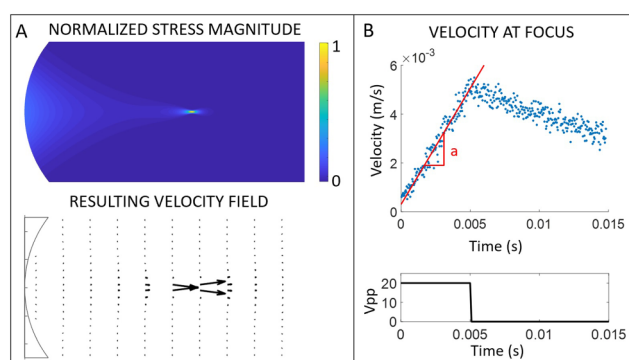 A
NORMALIZED STRESS MAGNITUDE
1
0
RESULTING VELOCITY FIELD
B
VELOCITY AT FOCUS
×10⁻³
6
4
2
0
Velocity (m/s)
a
0
0.005
0.01
0.015
Time (s)
20
10
0
Vpp
0
0.005
0.01
0.015
Time (s)